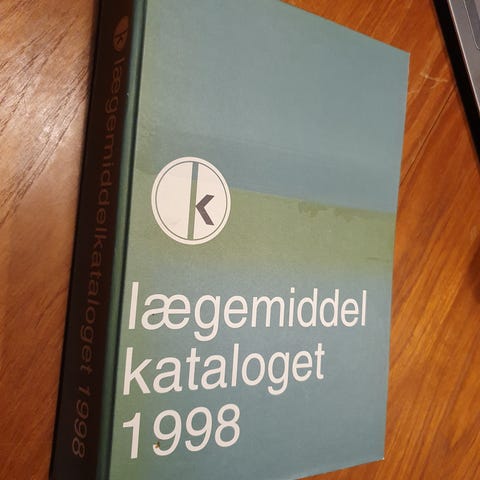 k
lægemiddel
kataloget
1998
k lægemiddelkataloget 1998